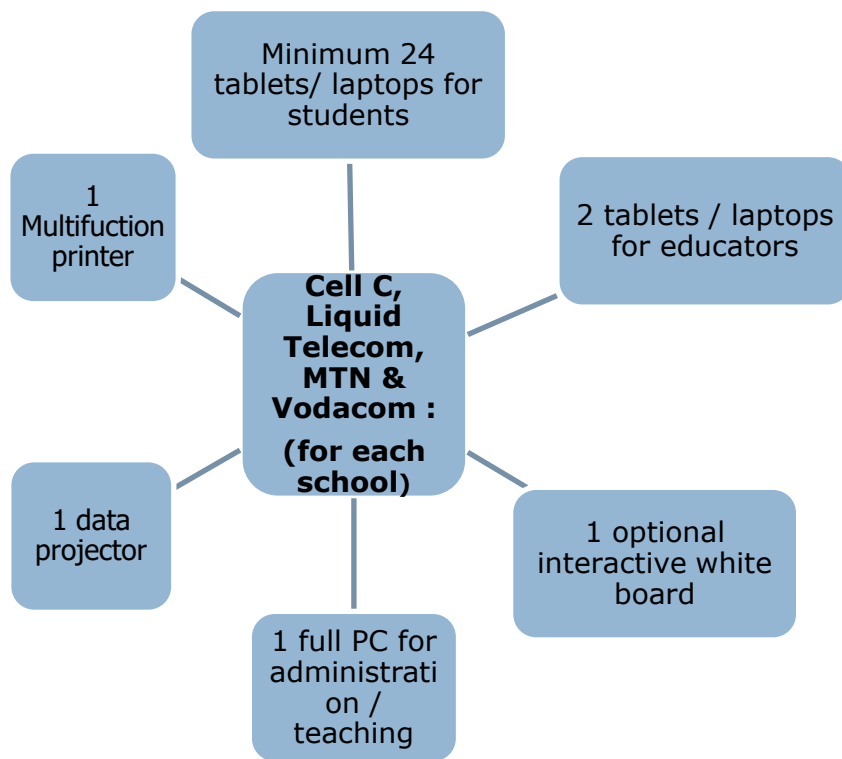 Minimum 24
tablets/ laptops for
students
1
Multifuction
printer
2 tablets / laptops
for educators
Cell C,
Liquid
Telecom,
MTN &
Vodacom :
(for each
school)
1 data
projector
1 optional
interactive white
board
1 full PC for
administrati
on /
teaching